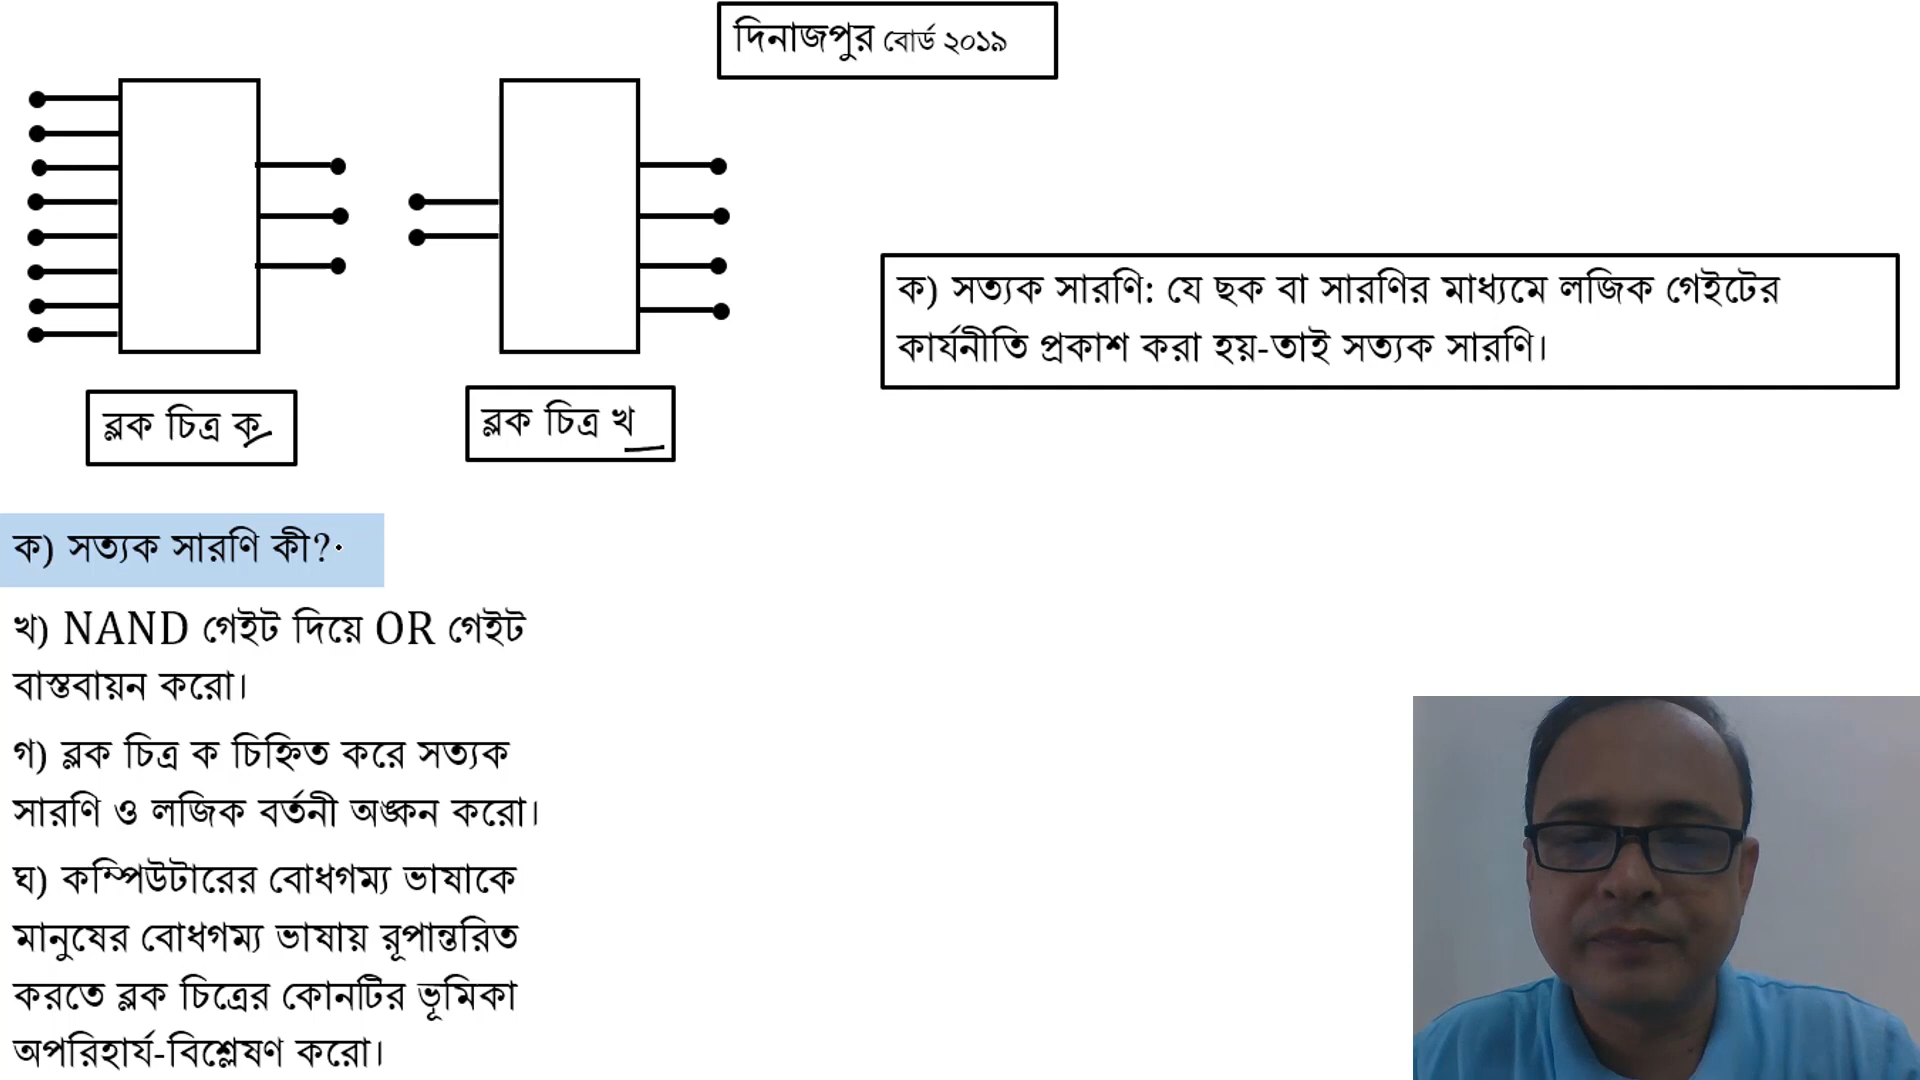 দিনাজপুর বোর্ড ২০১৯
ব্লক চিত্র ক
ব্লক চিত্র খ
ক) সত্যক সারণি: যে ছক বা সারণির মাধ্যমে লজিক গেইটের
কার্যনীতি প্রকাশ করা হয়-তাই সত্যক সারণি।
ক) সত্যক সারণি কী?
খ) NAND গেইট দিয়ে OR গেইট
বাস্তবায়ন করো।
গ) ব্লক চিত্র ক চিহ্নিত করে সত্যক
সারণি ও লজিক বর্তনী অঙ্কন করো।
ঘ) কম্পিউটারের বোধগম্য ভাষাকে
মানুষের বোধগম্য ভাষায় রূপান্তরিত
করতে ব্লক চিত্রের কোনটির ভূমিকা
অপরিহার্য-বিশ্লেষণ করো।